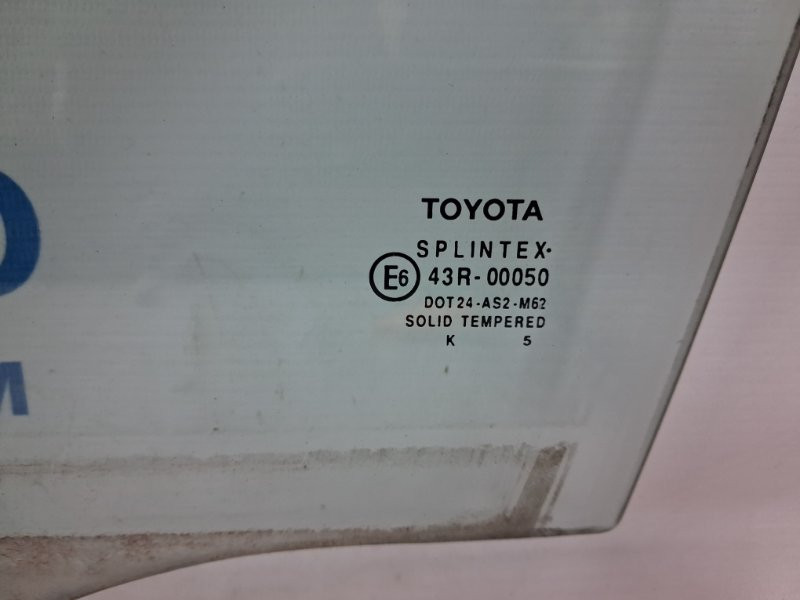 TOYOTA
SPLINTEX
E6 43R-00050
DOT24-AS2-M62
SOLID TEMPERED
K 5
M